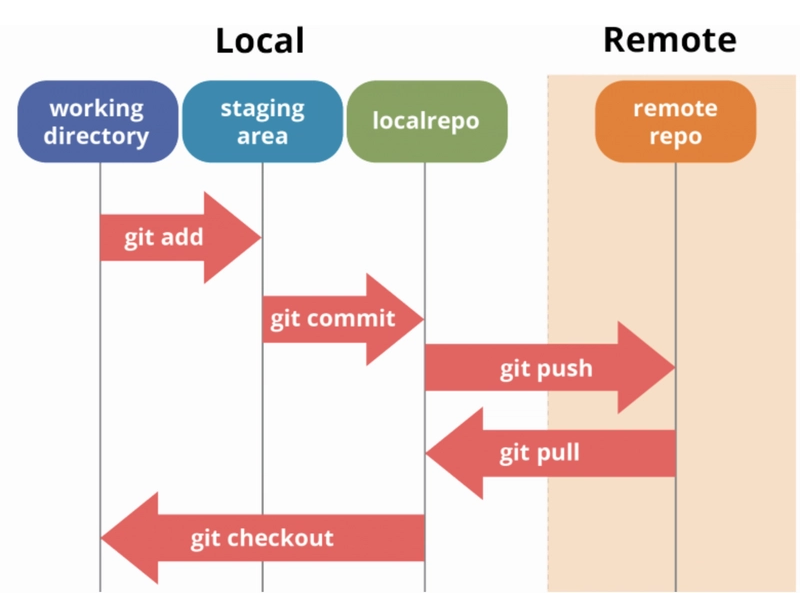 Local
Remote
working
directory
staging
area
localrepo
remote
repo
git add
git commit
git push
git pull
git checkout